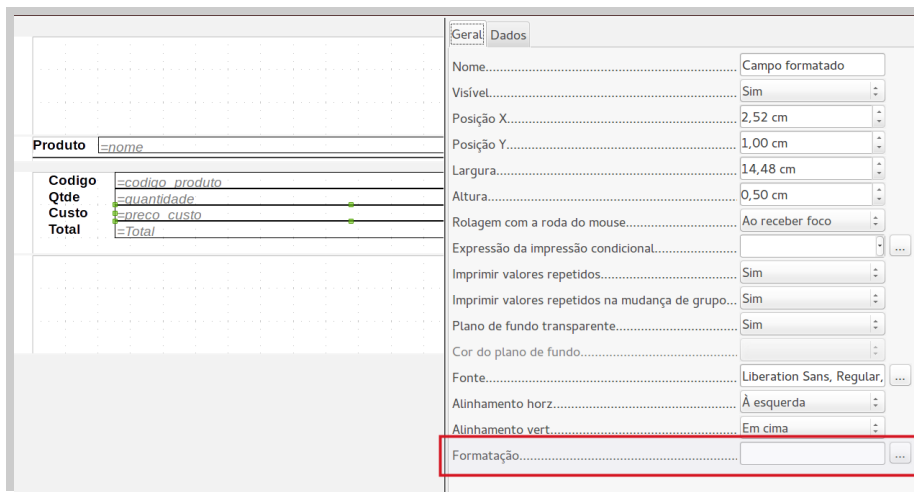 Geral Dados
Nome Campo formatado
Visível Sim
Posição X 2,52 cm
Posição Y 1,00 cm
Largura 14,48 cm
Altura 0,50 cm
Rolagem com a roda do mouse Ao receber foco
Expressão da impressão condicional ...
Imprimir valores repetidos Sim
Imprimir valores repetidos na mudança de grupo... Sim
Plano de fundo transparente Sim
Cor do plano de fundo
Fonte Liberation Sans, Regular, ...
Alinhamento horz À esquerda
Alinhamento vert Em cima
Formatação ...
Produto =nome
Codigo =codigo_produto
Qtde =quantidade
Custo =preco_custo
Total =Total